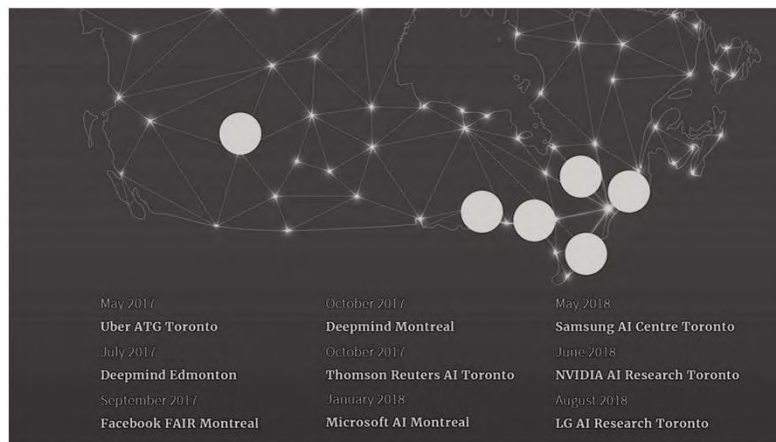 May 2017
Uber ATG Toronto
July 2017
Deepmind Edmonton
September 2017
Facebook FAIR Montreal
October 2017
Deepmind Montreal
October 2017
Thomson Reuters AI Toronto
January 2018
Microsoft AI Montreal
May 2018
Samsung AI Centre Toronto
June 2018
NVIDIA AI Research Toronto
August 2018
LG AI Research Toronto